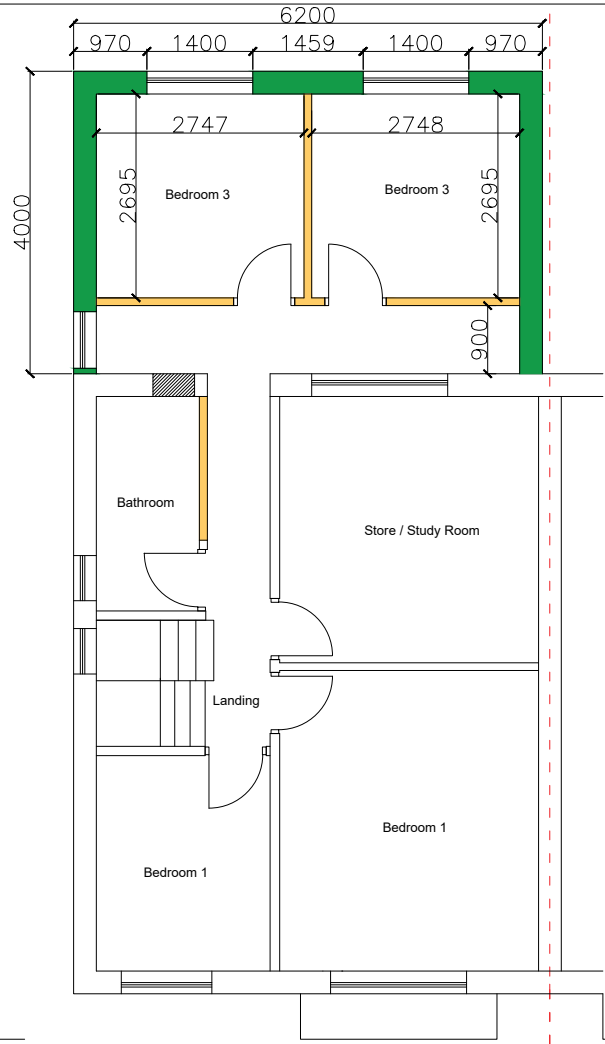 6200
970 1400 1459 1400 970
2747 2748
4000
2695
Bedroom 3
Bedroom 3
2695
900
Bathroom
Store / Study Room
Landing
Bedroom 1
Bedroom 1